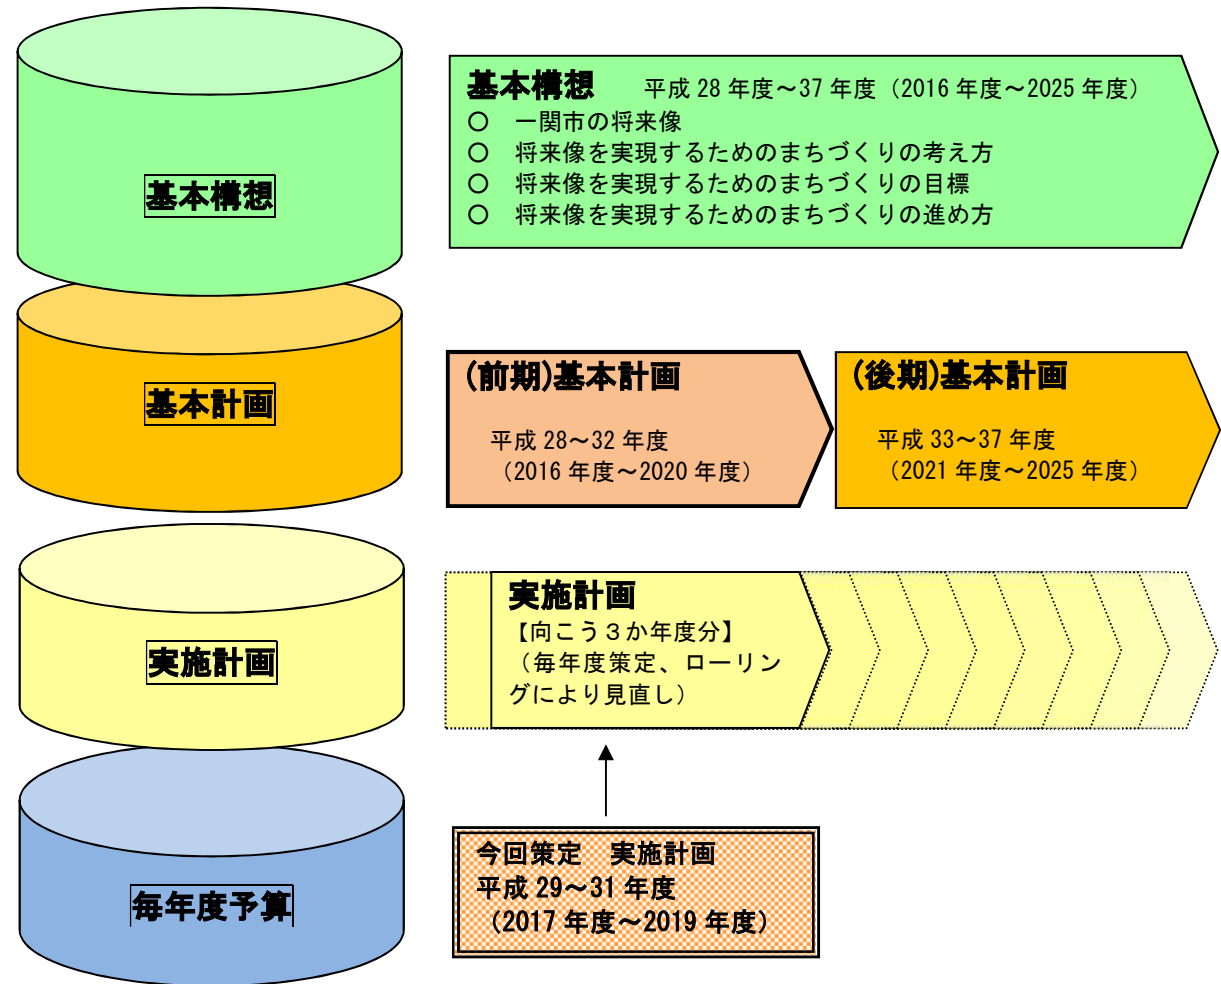 基本構想
基本構想　平成 28 年度～37 年度（2016 年度～2025 年度）
○　一関市の将来像
○　将来像を実現するためのまちづくりの考え方
○　将来像を実現するためのまちづくりの目標
○　将来像を実現するためのまちづくりの進め方
基本計画
(前期)基本計画
平成 28～32 年度
（2016 年度～2020 年度）
(後期)基本計画
平成 33～37 年度
（2021 年度～2025 年度）
実施計画
実施計画
【向こう３か年度分】
（毎年度策定、ローリン
グにより見直し）
毎年度予算
今回策定　実施計画
平成 29～31 年度
（2017 年度～2019 年度）